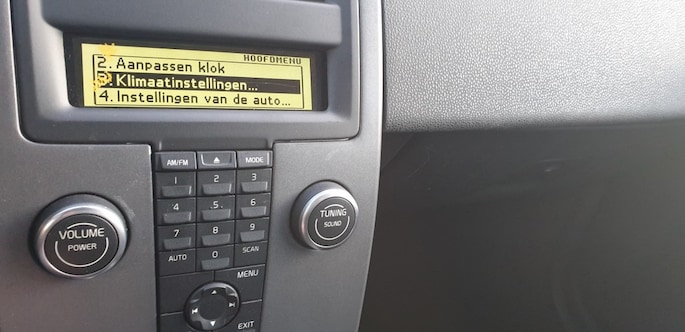 HOOFDMENU
2. Aanpassen klok
3. Klimaatinstellingen...
4. Instellingen van de auto...
AM/FM
MODE
1 2 3
4 .5. 6
7 8 9
AUTO 0 SCAN
VOLUME
POWER
TUNING
SOUND
MENU
EXIT